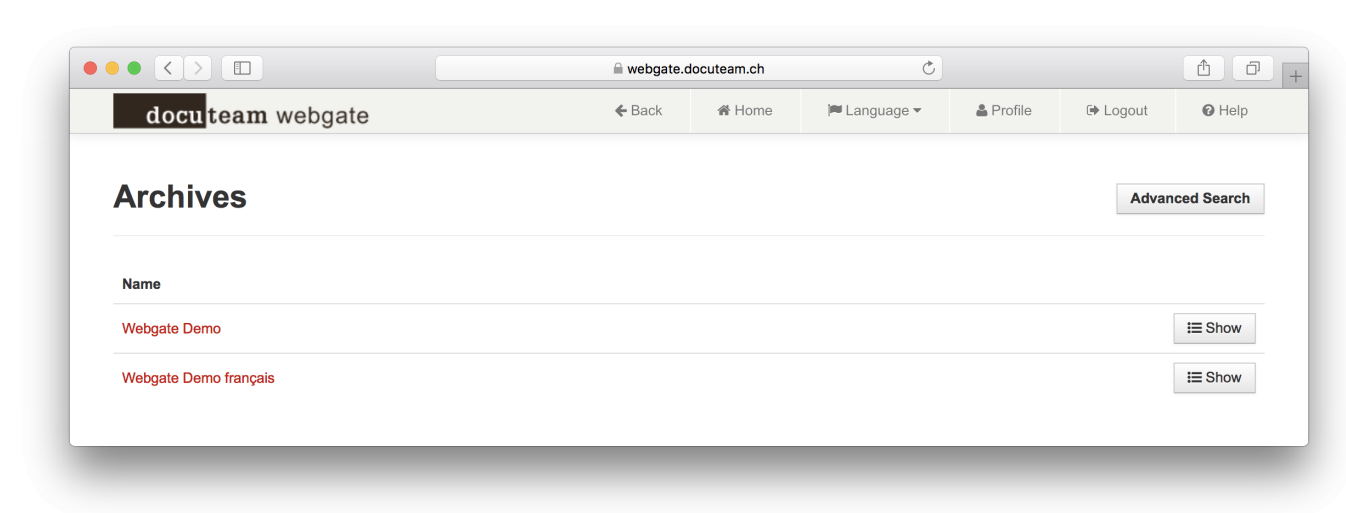 webgate.docuteam.ch
docuteam webgate
Back Home Language Profile Logout Help
Archives
Advanced Search
Name
Webgate Demo Show
Webgate Demo français Show